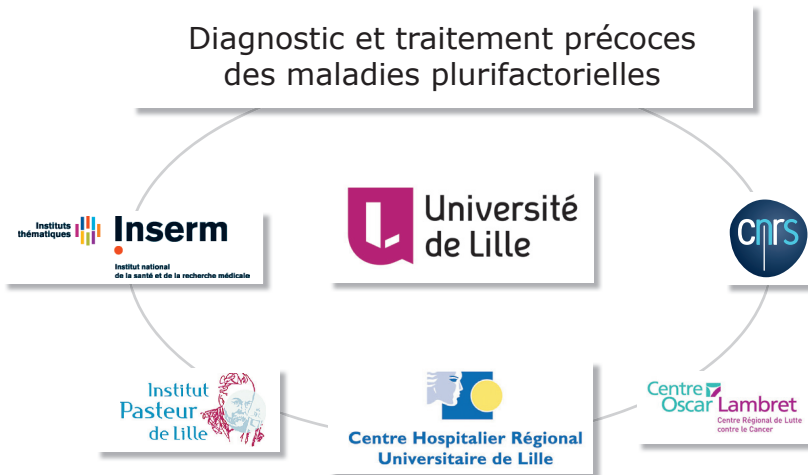 Diagnostic et traitement précoces
des maladies plurifactorielles
Instituts
thématiques
Inserm
Institut national
de la santé et de la recherche médicale
Université
de Lille
cnrs
Institut
Pasteur
de Lille
Centre Hospitalier Régional
Universitaire de Lille
Centre
Oscar Lambret
Centre Régional de Lutte
contre le Cancer